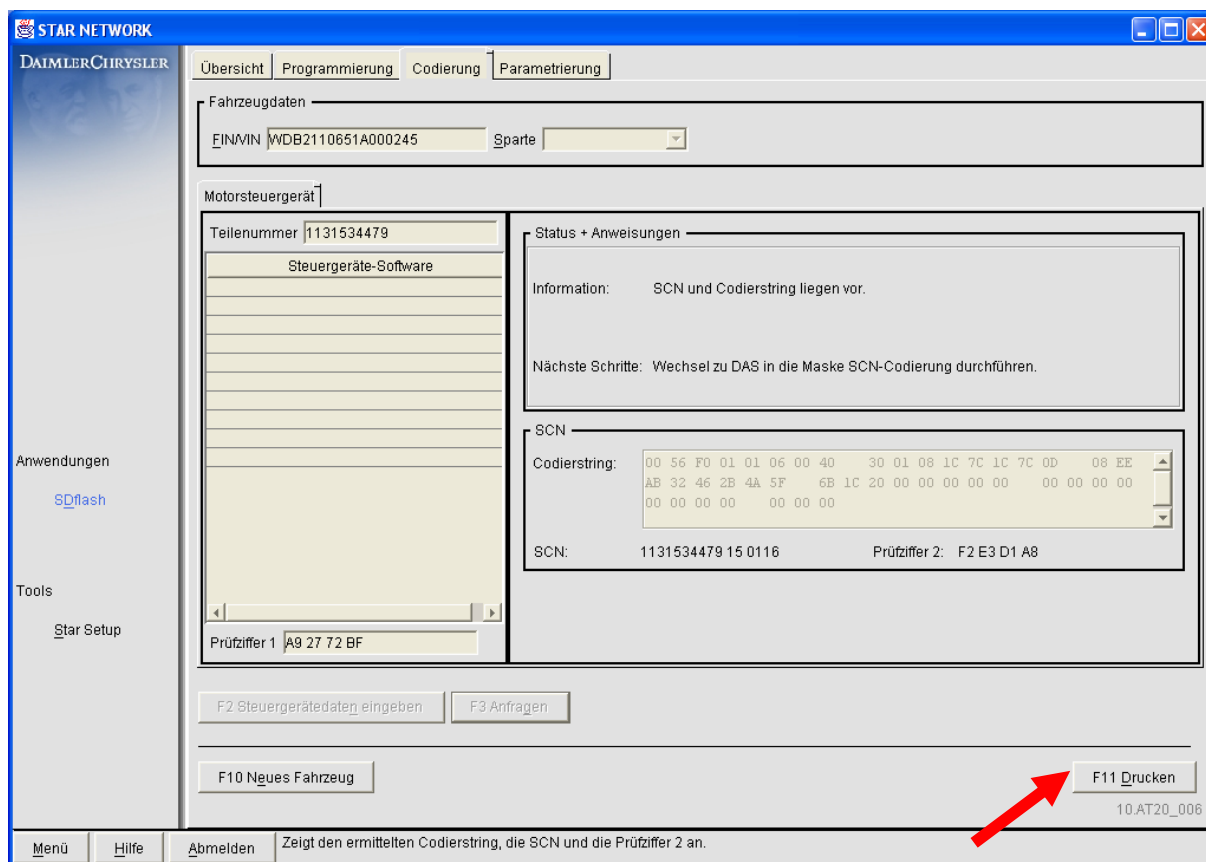 STAR NETWORK
DAIMLERCHRYSLER
Übersicht Programmierung Codierung Parametrierung
Fahrzeugdaten
FIN/VIN WDB2110651A000245 Sparte
Motorsteuergerät
Teilenummer 1131534479
Steuergeräte-Software
Status + Anweisungen
Information: SCN und Codierstring liegen vor.
Nächste Schritte: Wechsel zu DAS in die Maske SCN-Codierung durchführen.
SCN
Codierstring: 00 56 F0 01 01 06 00 40 30 01 08 1C 7C 1C 7C 0D 08 EE
AB 32 46 2B 4A 5F 6B 1C 20 00 00 00 00 00 00 00 00 00
00 00 00 00 00 00 00
SCN: 1131534479 15 0116 Prüfziffer 2: F2 E3 D1 A8
Prüfziffer 1 A9 27 72 BF
Anwendungen
SDflash
Tools
Star Setup
F2 Steuergerätedaten eingeben F3 Anfragen
F10 Neues Fahrzeug F11 Drucken
10.AT20_006
Menü Hilfe Abmelden Zeigt den ermittelten Codierstring, die SCN und die Prüfziffer 2 an.